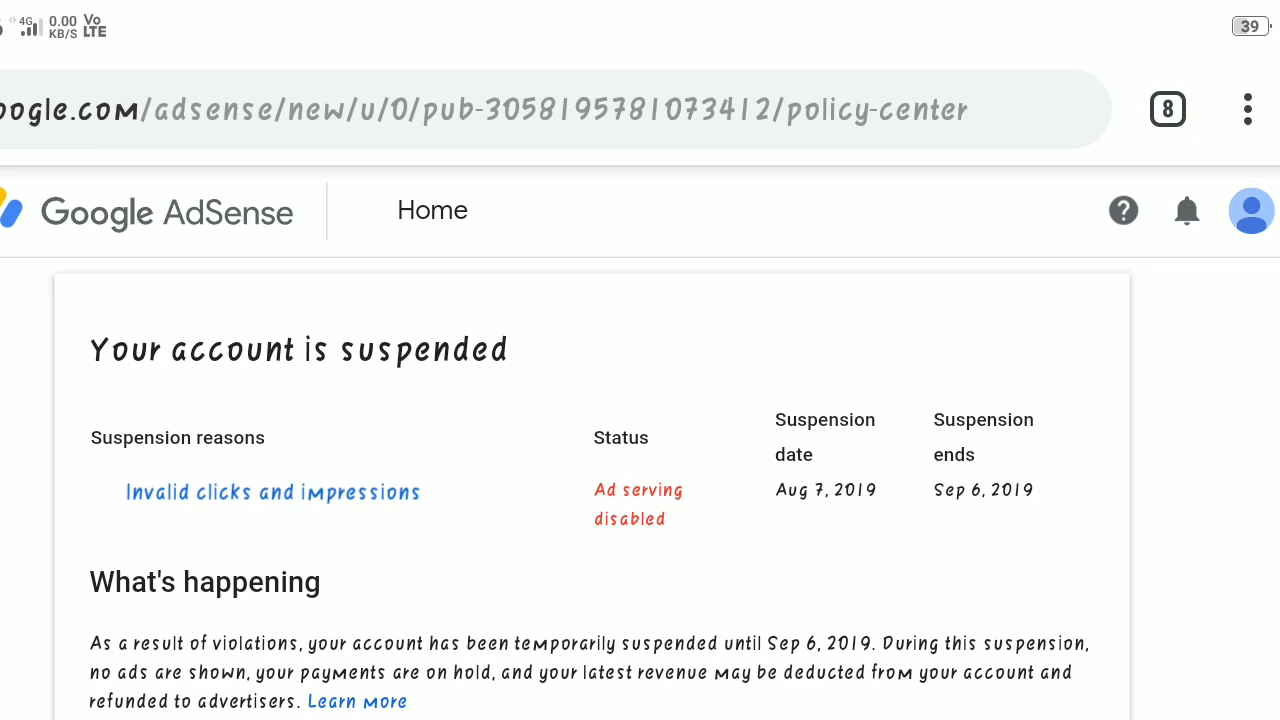 4G 0.00 KB/S Vo LTE 39
oogle.com/adsense/new/u/0/pub-3058195781073412/policy-center 8
Google AdSense Home
Your account is suspended
Suspension reasons Status Suspension date Suspension ends
Invalid clicks and impressions Ad serving disabled Aug 7, 2019 Sep 6, 2019
What's happening
As a result of violations, your account has been temporarily suspended until Sep 6, 2019. During this suspension,
no ads are shown, your payments are on hold, and your latest revenue may be deducted from your account and
refunded to advertisers. Learn more